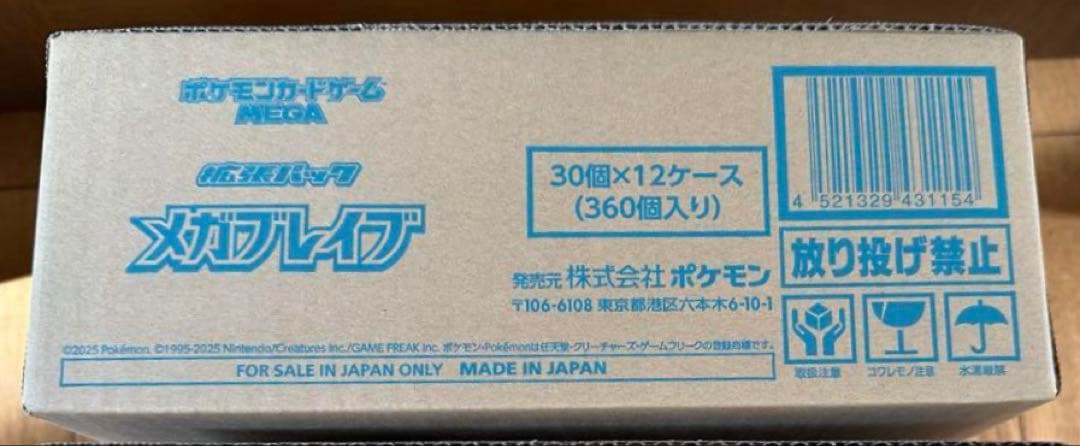 ポケモンカードゲーム
MEGA
拡張パック
メガブレイブ
30個×12ケース
(360個入り)
発売元 株式会社 ポケモン
〒106-6108 東京都港区六本木6-10-1
©2025 Pokémon. ©1995-2025 Nintendo/Creatures Inc./GAME FREAK inc. ポケモン・Pokémonは任天堂・クリーチャーズ・ゲームフリークの登録商標です。
FOR SALE IN JAPAN ONLY MADE IN JAPAN
4 521329 431154
放り投げ禁止
取扱注意
コワレモノ注意
水濡厳禁